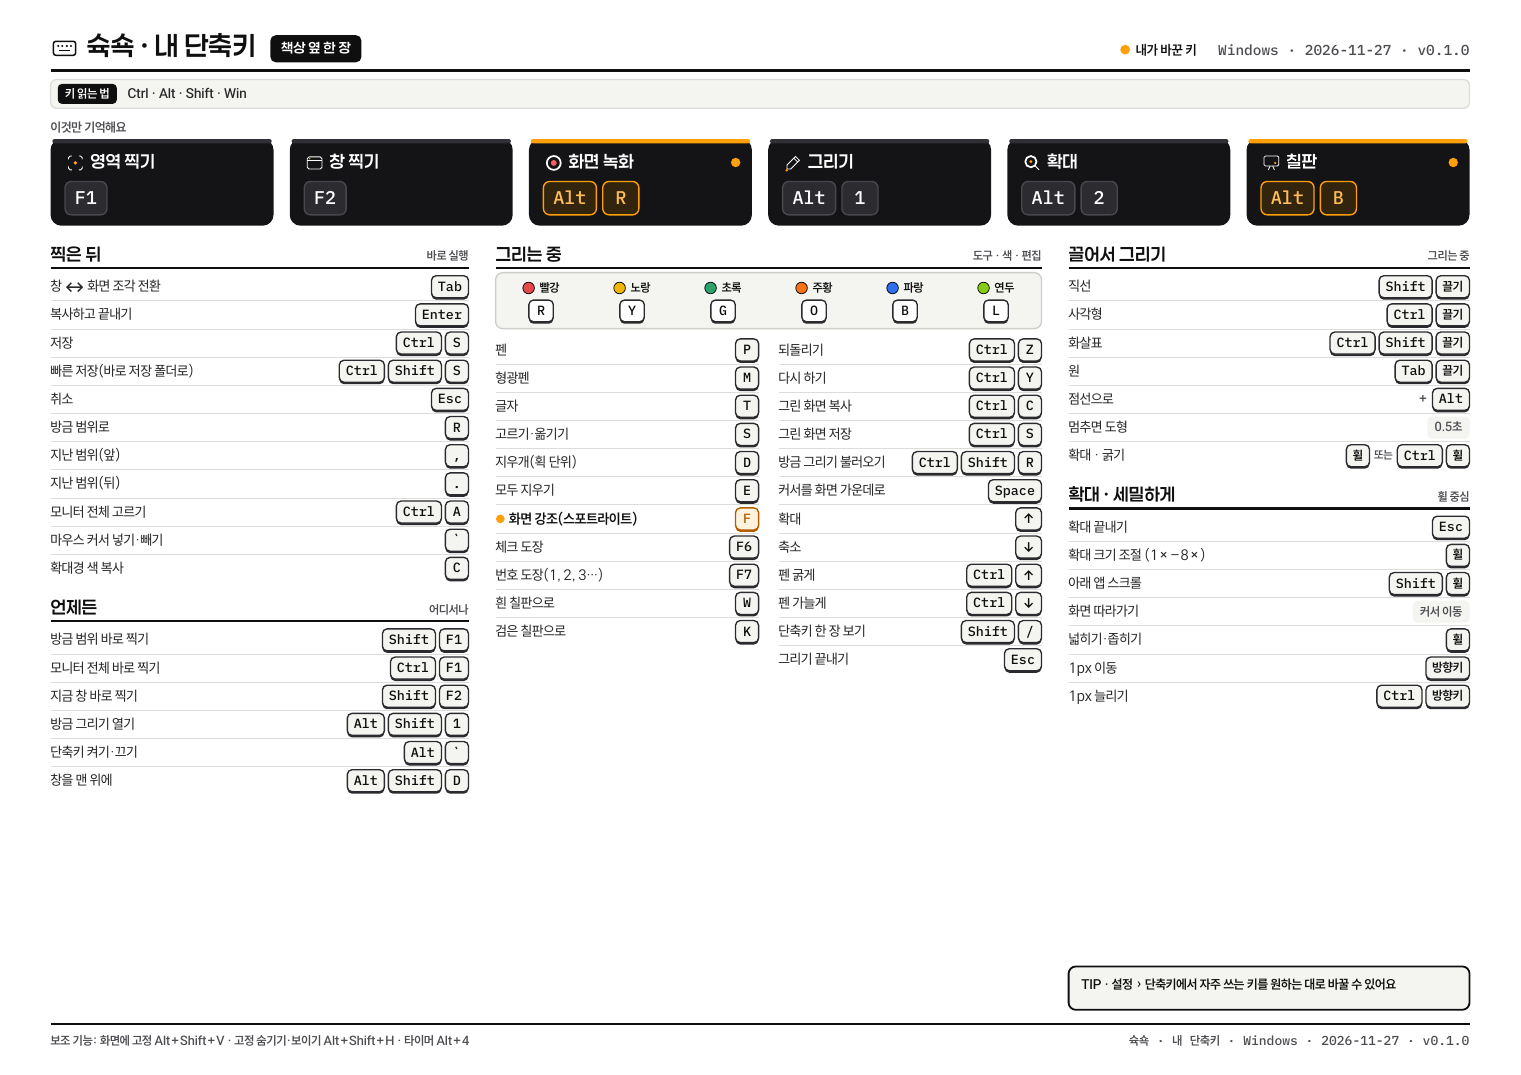 슉쇽 · 내 단축키 책상 옆 한 장
내가 바꾼 키 Windows · 2026-11-27 · v0.1.0
키 읽는 법 Ctrl · Alt · Shift · Win
이것만 기억해요
영역 찍기
F1
창 찍기
F2
화면 녹화
Alt R
그리기
Alt 1
확대
Alt 2
칠판
Alt B
찍은 뒤 바로 실행
창 ↔ 화면 조각 전환 Tab
복사하고 끝내기 Enter
저장 Ctrl S
빠른 저장(바로 저장 폴더로) Ctrl Shift S
취소 Esc
방금 범위로 R
지난 범위(앞) ,
지난 범위(뒤) .
모니터 전체 고르기 Ctrl A
마우스 커서 넣기·빼기 `
확대경 색 복사 C
언제든 어디서나
방금 범위 바로 찍기 Shift F1
모니터 전체 바로 찍기 Ctrl F1
지금 창 바로 찍기 Shift F2
방금 그리기 열기 Alt Shift 1
단축키 켜기·끄기 Alt `
창을 맨 위에 Alt Shift D
그리는 중 도구 · 색 · 편집
빨강 노랑 초록 주황 파랑 연두
R Y G O B L
펜 P
형광펜 M
글자 T
고르기·옮기기 S
지우개(획 단위) D
모두 지우기 E
화면 강조(스포트라이트) F
체크 도장 F6
번호 도장(1, 2, 3…) F7
흰 칠판으로 W
검은 칠판으로 K
되돌리기 Ctrl Z
다시 하기 Ctrl Y
그린 화면 복사 Ctrl C
그린 화면 저장 Ctrl S
방금 그리기 불러오기 Ctrl Shift R
커서를 화면 가운데로 Space
확대 ↑
축소 ↓
펜 굵게 Ctrl ↑
펜 가늘게 Ctrl ↓
단축키 한 장 보기 Shift /
그리기 끝내기 Esc
끌어서 그리기 그리는 중
직선 Shift 끌기
사각형 Ctrl 끌기
화살표 Ctrl Shift 끌기
원 Tab 끌기
점선으로 + Alt
멈추면 도형 0.5초
확대 · 굵기 휠 또는 Ctrl 휠
확대 · 세밀하게 휠 중심
확대 끝내기 Esc
확대 크기 조절 (1×–8×) 휠
아래 앱 스크롤 Shift 휠
화면 따라가기 커서 이동
넓히기·좁히기 휠
1px 이동 방향키
1px 늘리기 Ctrl 방향키
TIP · 설정 › 단축키에서 자주 쓰는 키를 원하는 대로 바꿀 수 있어요
보조 기능: 화면에 고정 Alt+Shift+V · 고정 숨기기·보이기 Alt+Shift+H · 타이머 Alt+4
슉쇽 · 내 단축키 · Windows · 2026-11-27 · v0.1.0